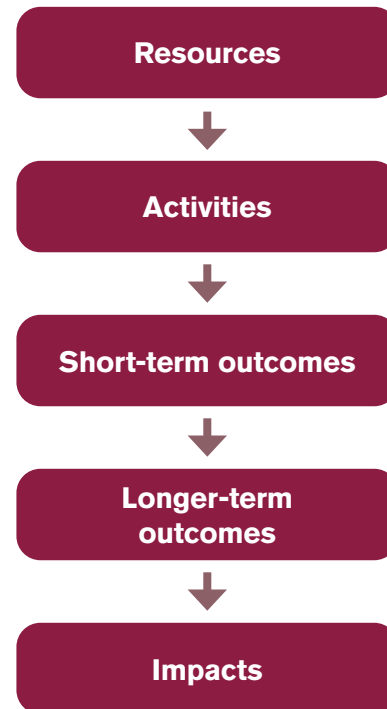 Resources
Activities
Short-term outcomes
Longer-term
outcomes
Impacts